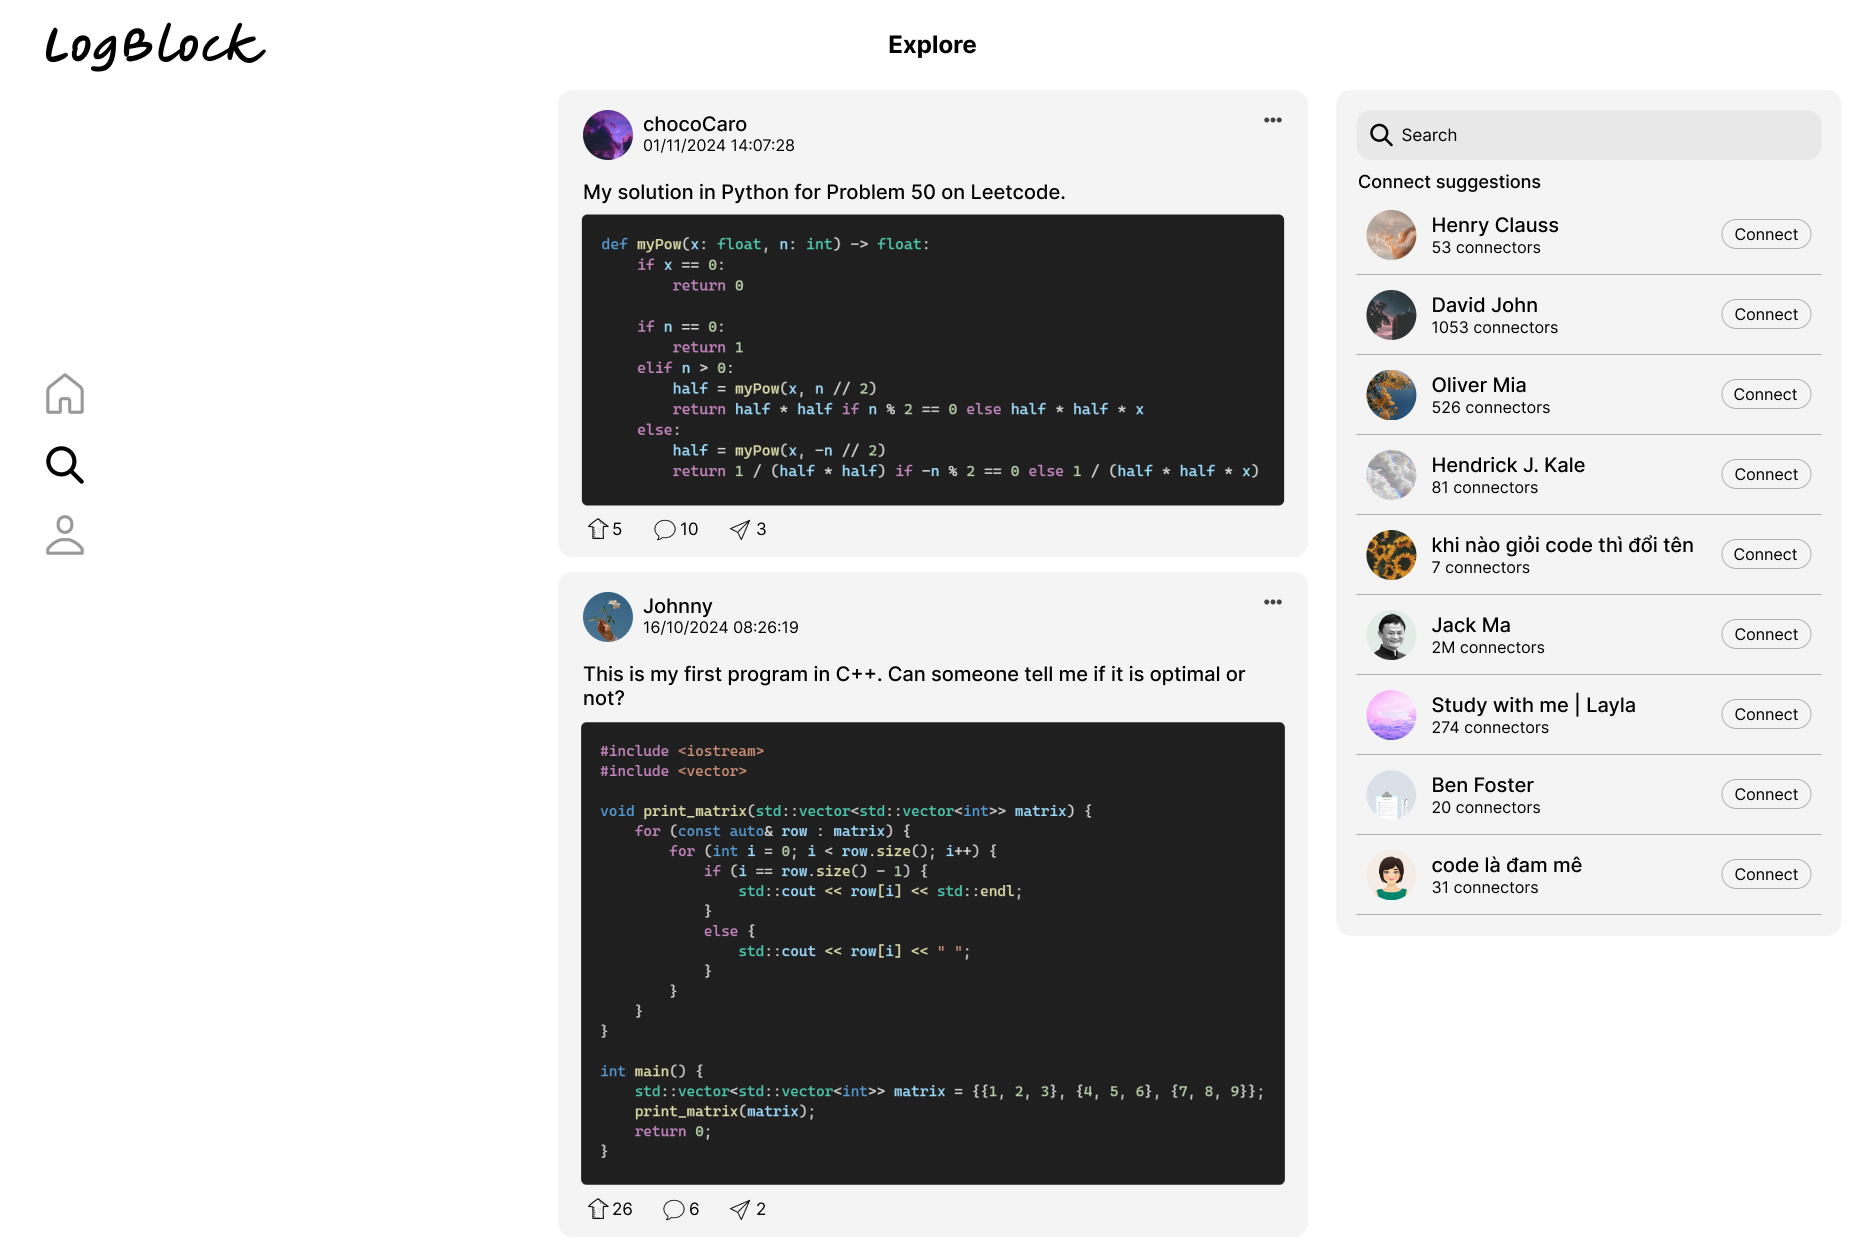 LogBlock
Explore
chocoCaro
01/11/2024 14:07:28
My solution in Python for Problem 50 on Leetcode.
def myPow(x: float, n: int) -> float:
    if x == 0:
        return 0

    if n == 0:
        return 1
    elif n > 0:
        half = myPow(x, n // 2)
        return half * half if n % 2 == 0 else half * half * x
    else:
        half = myPow(x, -n // 2)
        return 1 / (half * half) if -n % 2 == 0 else 1 / (half * half * x)
5 10 3
Johnny
16/10/2024 08:26:19
This is my first program in C++. Can someone tell me if it is optimal or
not?
#include <iostream>
#include <vector>

void print_matrix(std::vector<std::vector<int>> matrix) {
    for (const auto& row : matrix) {
        for (int i = 0; i < row.size(); i++) {
            if (i == row.size() - 1) {
                std::cout << row[i] << std::endl;
            }
            else {
                std::cout << row[i] << " ";
            }
        }
    }
}

int main() {
    std::vector<std::vector<int>> matrix = {{1, 2, 3}, {4, 5, 6}, {7, 8, 9}};
    print_matrix(matrix);
    return 0;
}
26 6 2
Search
Connect suggestions
Henry Clauss
53 connectors
Connect
David John
1053 connectors
Connect
Oliver Mia
526 connectors
Connect
Hendrick J. Kale
81 connectors
Connect
khi nào giỏi code thì đổi tên
7 connectors
Connect
Jack Ma
2M connectors
Connect
Study with me | Layla
274 connectors
Connect
Ben Foster
20 connectors
Connect
code là đam mê
31 connectors
Connect